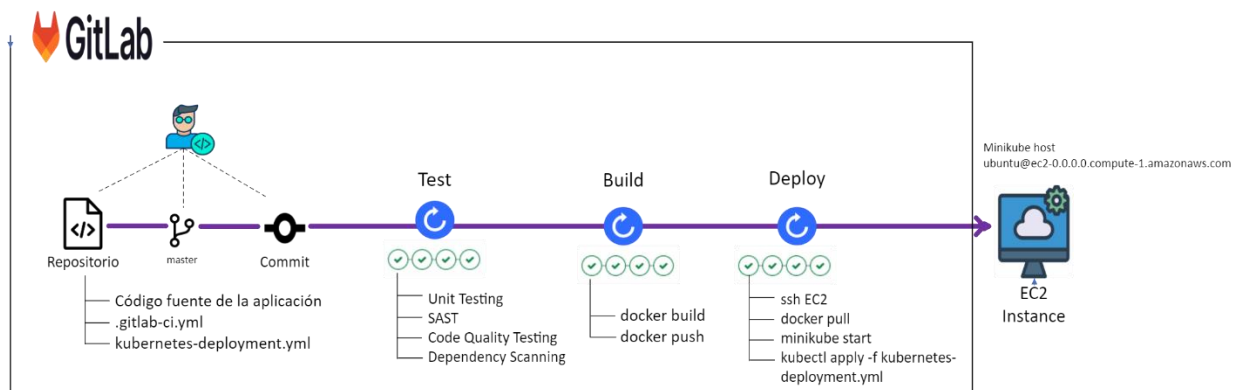 GitLab
Minikube host
ubuntu@ec2-0.0.0.0.compute-1.amazonaws.com
Test
Build
Deploy
Repositorio
master
Commit
EC2
Instance
Código fuente de la aplicación
.gitlab-ci.yml
kubernetes-deployment.yml
Unit Testing
SAST
Code Quality Testing
Dependency Scanning
docker build
docker push
ssh EC2
docker pull
minikube start
kubectl apply -f kubernetes-
deployment.yml